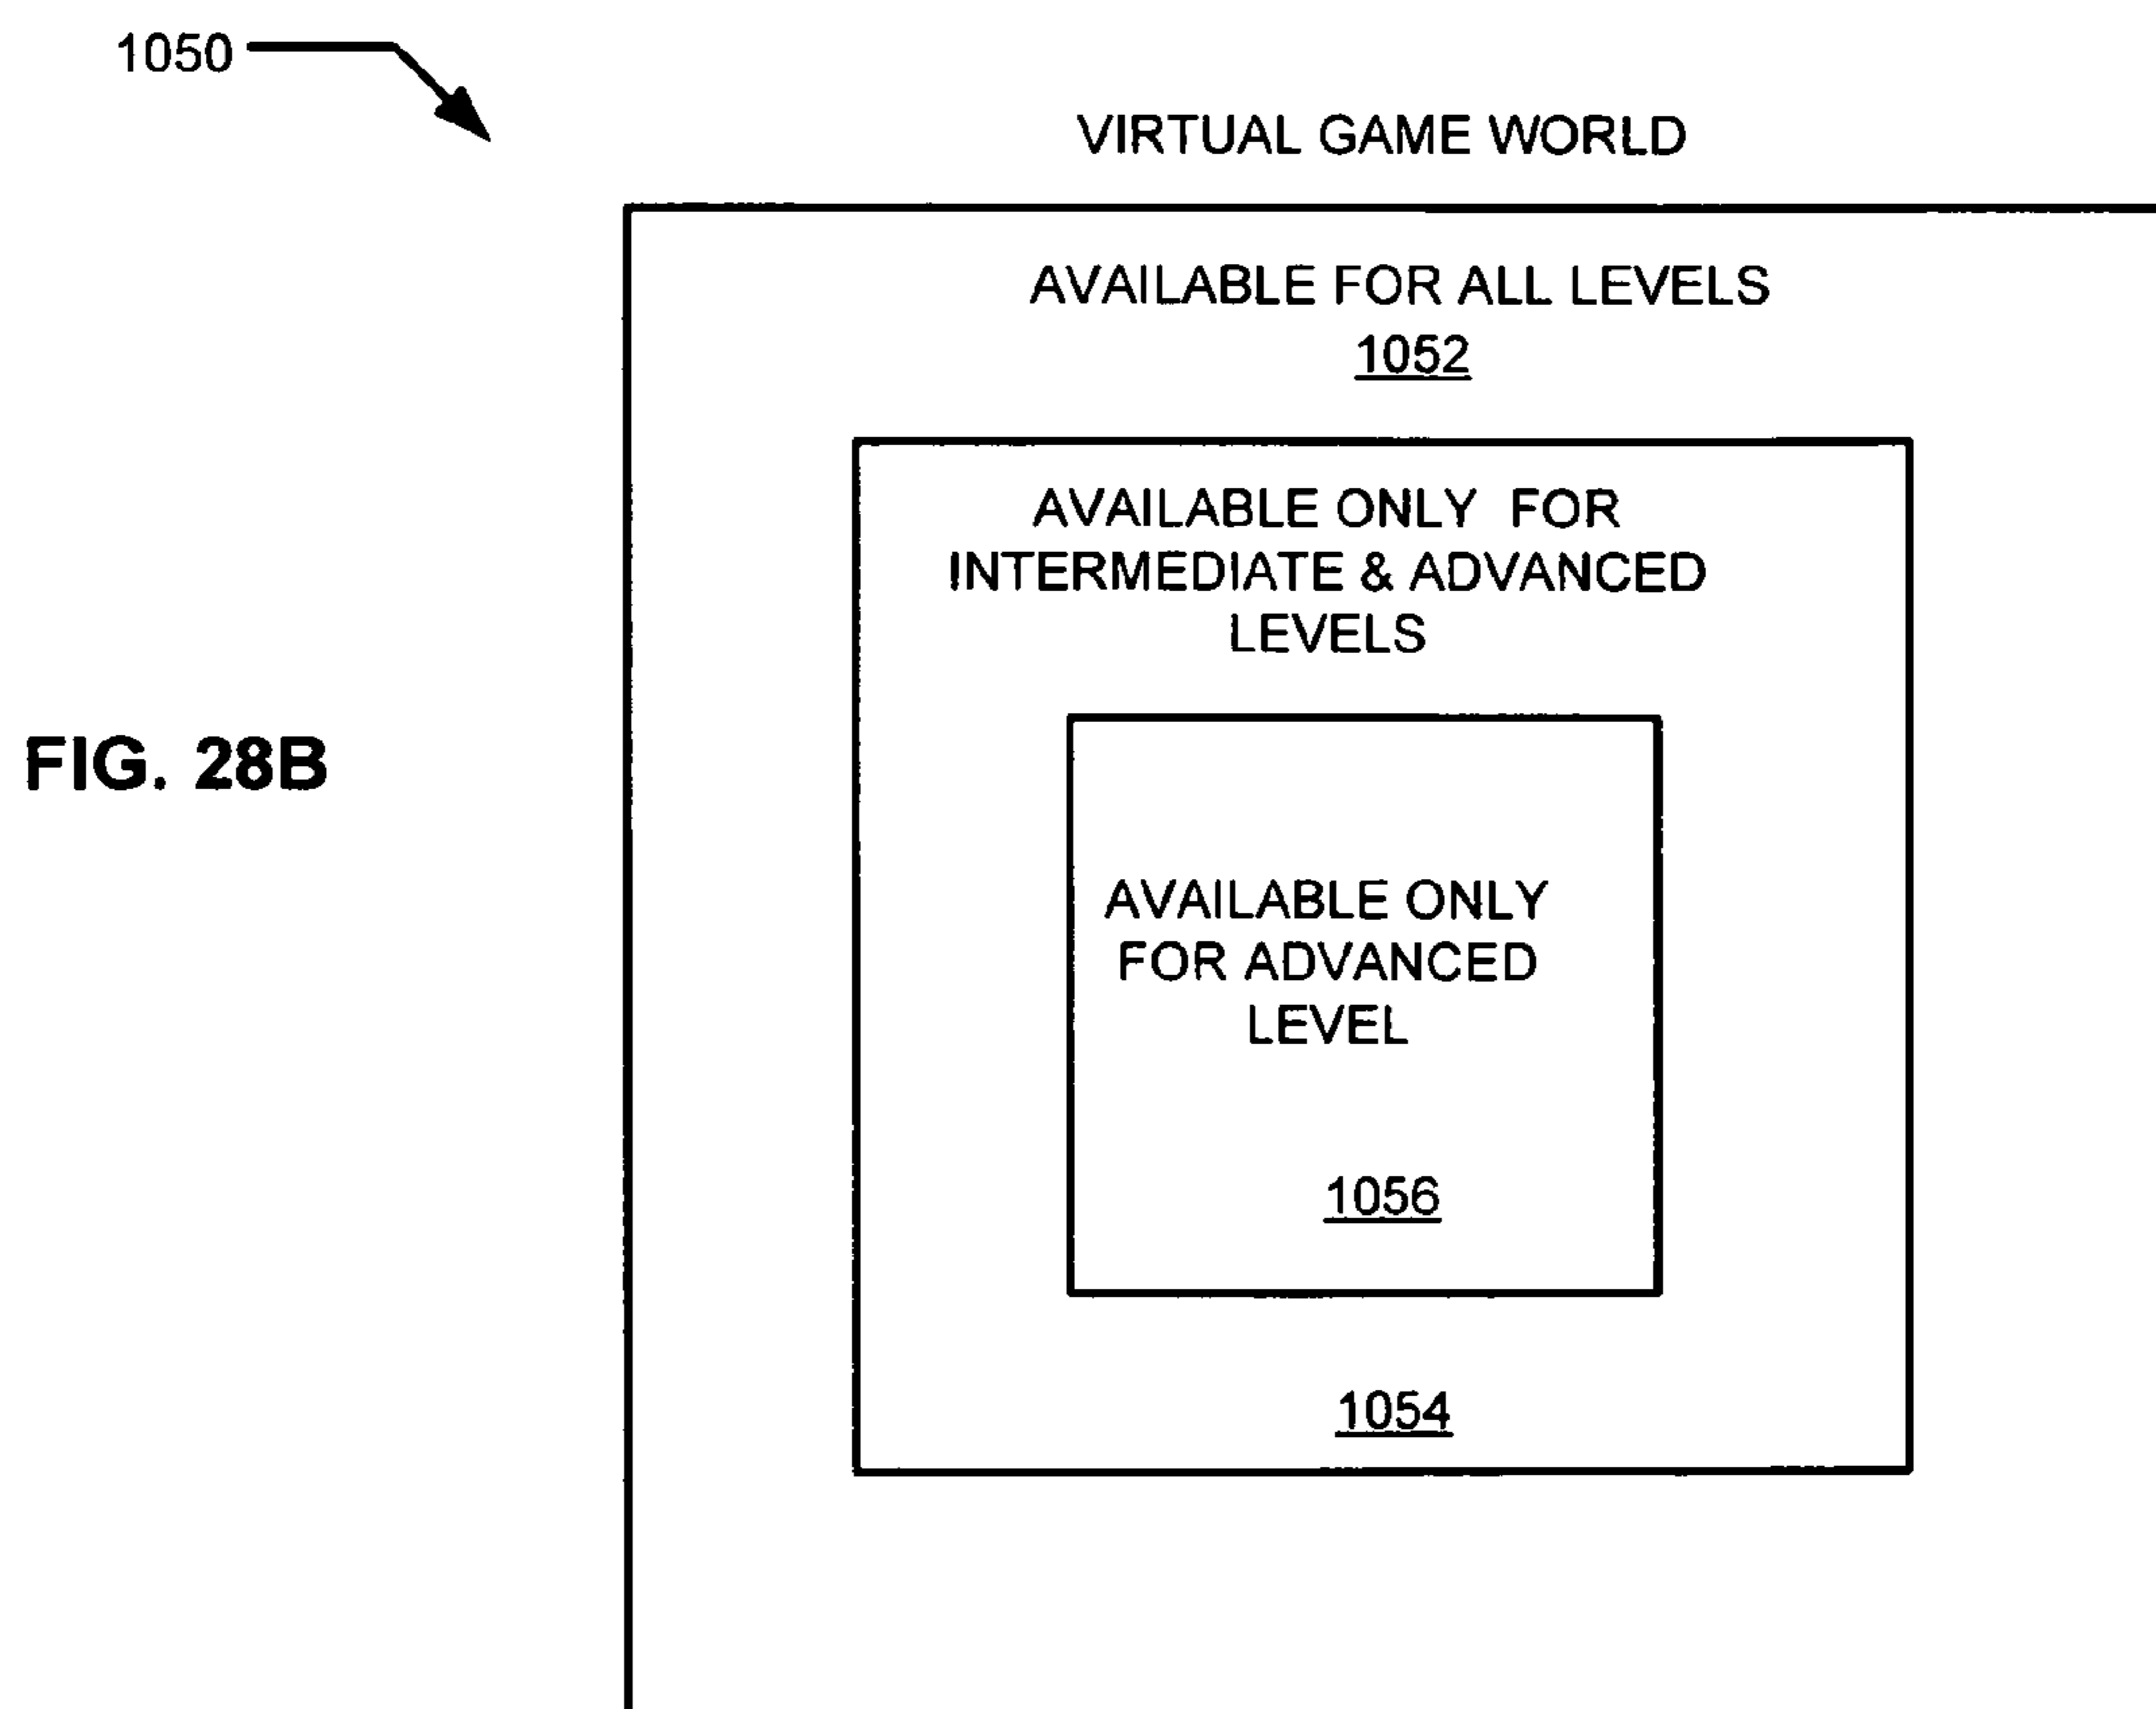 1050
VIRTUAL GAME WORLD
AVAILABLE FOR ALL LEVELS
1052
AVAILABLE ONLY FOR
INTERMEDIATE & ADVANCED
LEVELS
FIG. 28B
AVAILABLE ONLY
FOR ADVANCED
LEVEL
1056
1054